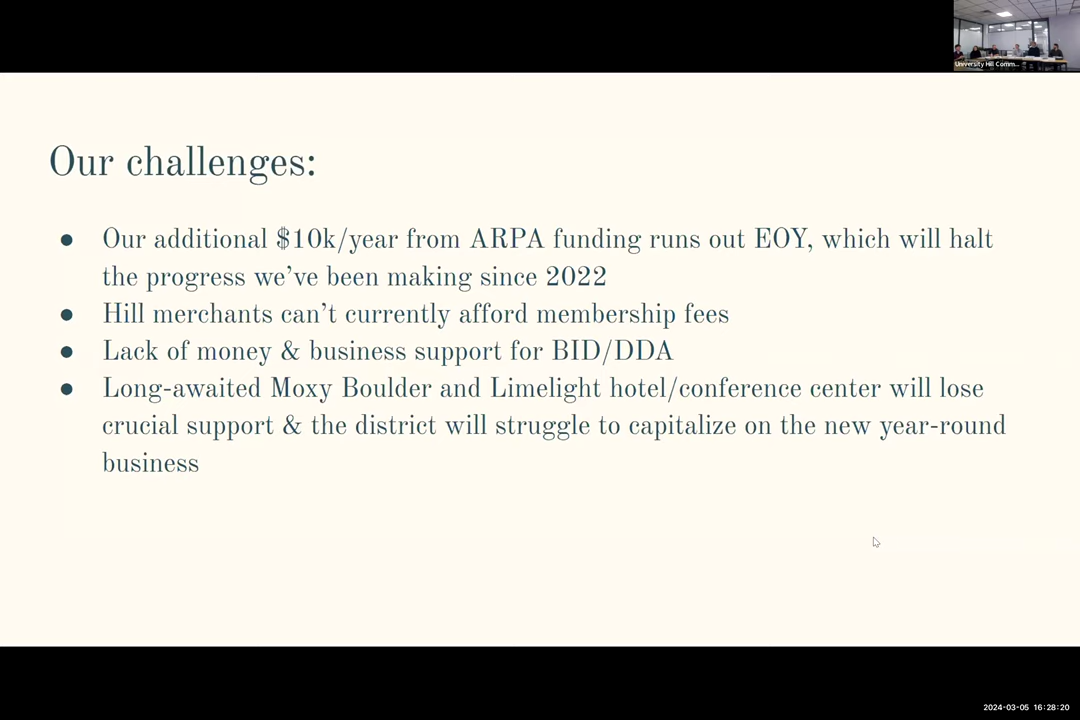 University Hill Comm...
Our challenges:
● Our additional $10k/year from ARPA funding runs out EOY, which will halt
the progress we’ve been making since 2022
● Hill merchants can’t currently afford membership fees
● Lack of money & business support for BID/DDA
● Long-awaited Moxy Boulder and Limelight hotel/conference center will lose
crucial support & the district will struggle to capitalize on the new year-round
business
2024-03-05 16:28:20